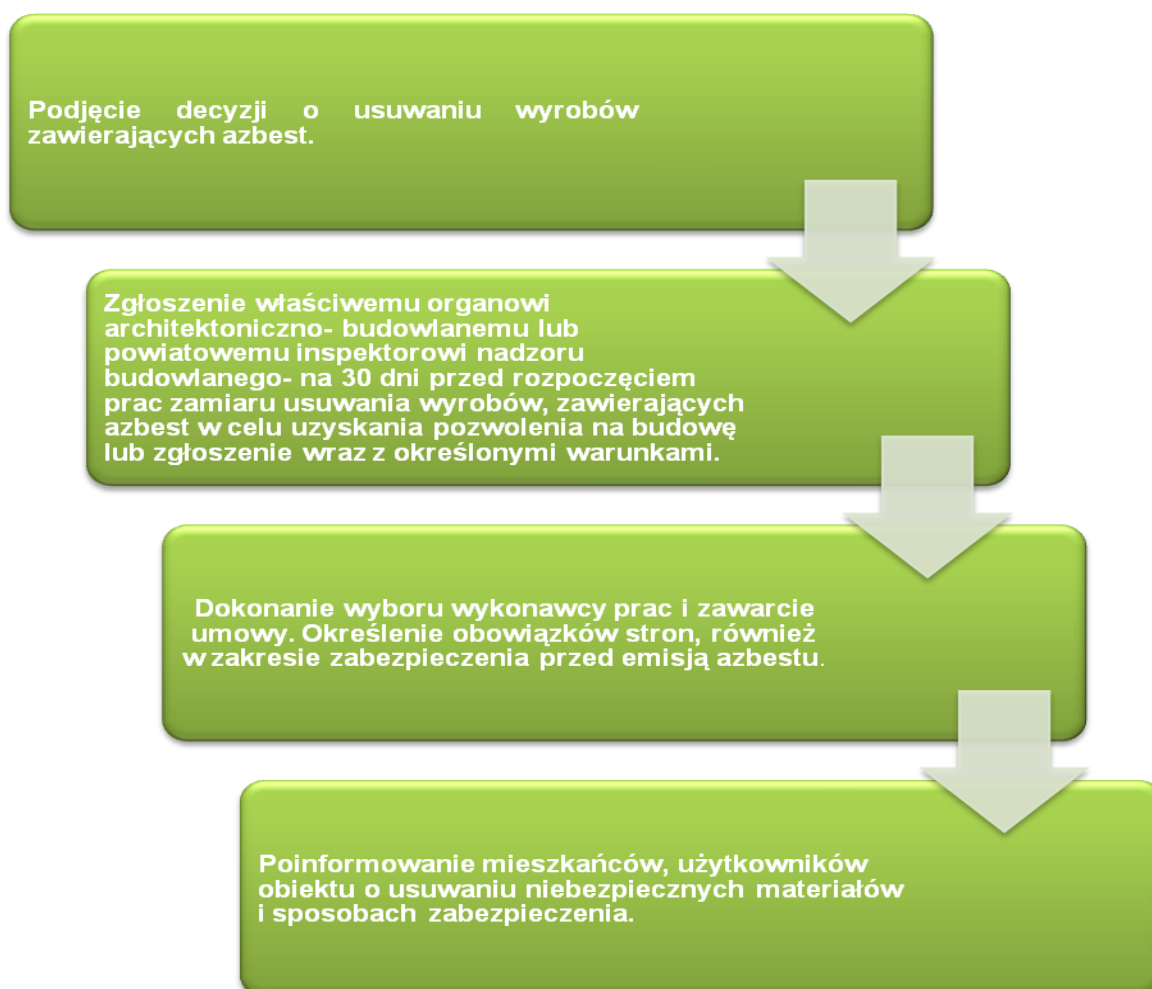 Podjęcie decyzji o usuwaniu wyrobów
zawierających azbest.
Zgłoszenie właściwemu organowi
architektoniczno- budowlanemu lub
powiatowemu inspektorowi nadzoru
budowlanego- na 30 dni przed rozpoczęciem
prac zamiaru usuwania wyrobów, zawierających
azbest w celu uzyskania pozwolenia na budowę
lub zgłoszenie wraz z określonymi warunkami.
Dokonanie wyboru wykonawcy prac i zawarcie
umowy. Określenie obowiązków stron, również
w zakresie zabezpieczenia przed emisją azbestu.
Poinformowanie mieszkańców, użytkowników
obiektu o usuwaniu niebezpiecznych materiałów
i sposobach zabezpieczenia.